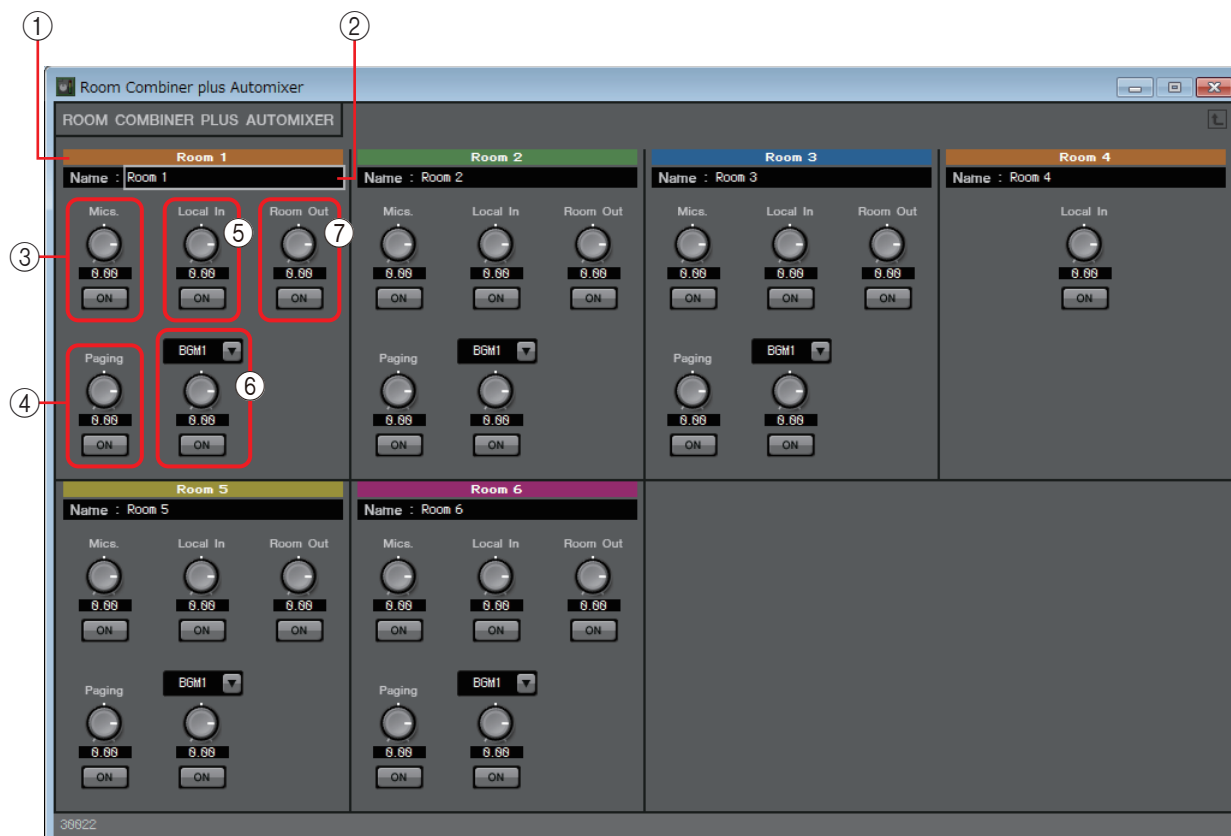 ① ②
Room Combiner plus Automixer
ROOM COMBINER PLUS AUTOMIXER
Room 1 Room 2 Room 3 Room 4
Name : Room 1 Name : Room 2 Name : Room 3 Name : Room 4
③ Mics. Local In ⑤ Room Out ⑦ Mics. Local In Room Out Mics. Local In Room Out Local In
0.00 0.00 0.00 0.00 0.00 0.00 0.00 0.00 0.00 0.00
ON ON ON ON ON ON ON ON ON ON
④ Paging BGM1 ⑥ Paging BGM1 Paging BGM1
0.00 0.00 0.00 0.00 0.00 0.00
ON ON ON ON ON ON
Room 5 Room 6
Name : Room 5 Name : Room 6
Mics. Local In Room Out Mics. Local In Room Out
0.00 0.00 0.00 0.00 0.00 0.00
ON ON ON ON ON ON
Paging BGM1 Paging BGM1
0.00 0.00 0.00 0.00
ON ON ON ON
30022